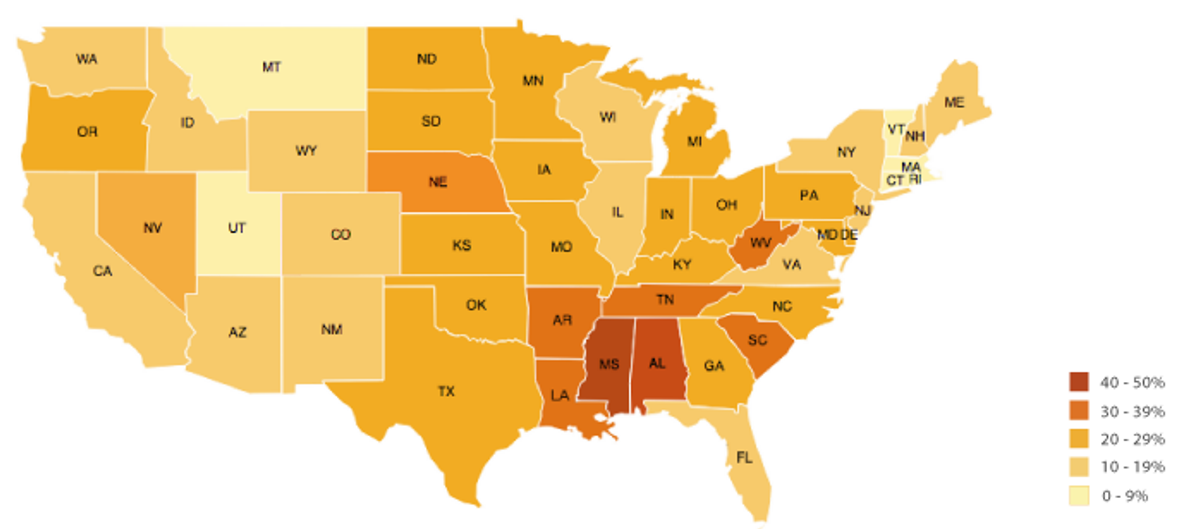 WA
MT
ND
MN
ME
OR
ID
SD
WI
MI
VT
NH
WY
NY
MA
NE
IA
CT RI
PA
NV
UT
CO
IL
IN
OH
NJ
KS
MO
WV
MD DE
CA
KY
VA
AZ
NM
OK
AR
TN
NC
SC
MS
AL
GA
TX
LA
FL
40 - 50%
30 - 39%
20 - 29%
10 - 19%
0 - 9%